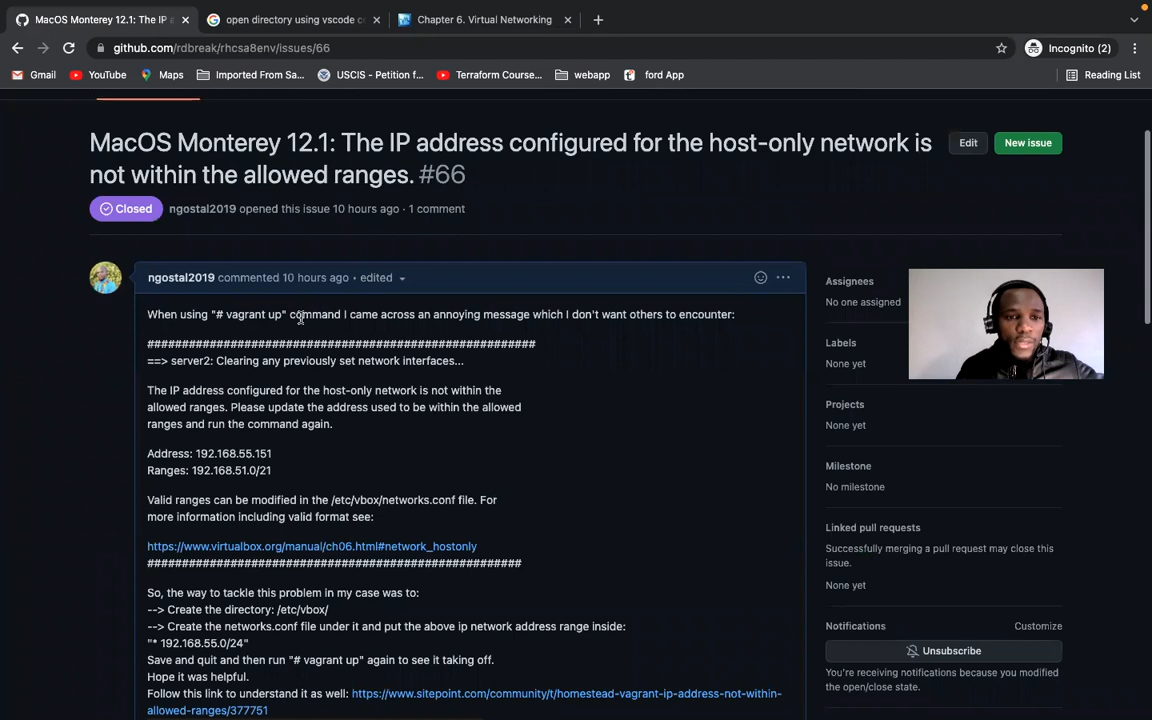 MacOS Monterey 12.1: The IP a
open directory using vscode c
Chapter 6. Virtual Networking
github.com/rdbreak/rhcsa8env/issues/66
Incognito (2)
Gmail
YouTube
Maps
Imported From Sa...
USCIS - Petition f...
Terraform Course...
webapp
ford App
Reading List
MacOS Monterey 12.1: The IP address configured for the host-only network is
not within the allowed ranges. #66
Edit
New issue
Closed
ngostal2019 opened this issue 10 hours ago · 1 comment
ngostal2019 commented 10 hours ago • edited
When using "# vagrant up" command I came across an annoying message which I don't want others to encounter:
##########################################################
==> server2: Clearing any previously set network interfaces...
The IP address configured for the host-only network is not within the
allowed ranges. Please update the address used to be within the allowed
ranges and run the command again.
Address: 192.168.55.151
Ranges: 192.168.51.0/21
Valid ranges can be modified in the /etc/vbox/networks.conf file. For
more information including valid format see:
https://www.virtualbox.org/manual/ch06.html#network_hostonly
########################################################
So, the way to tackle this problem in my case was to:
--> Create the directory: /etc/vbox/
--> Create the networks.conf file under it and put the above ip network address range inside:
"* 192.168.55.0/24"
Save and quit and then run "# vagrant up" again to see it taking off.
Hope it was helpful.
Follow this link to understand it as well: https://www.sitepoint.com/community/t/homestead-vagrant-ip-address-not-within-
allowed-ranges/377751
Assignees
No one assigned
Labels
None yet
Projects
None yet
Milestone
No milestone
Linked pull requests
Successfully merging a pull request may close this
issue.
None yet
Notifications
Customize
Unsubscribe
You're receiving notifications because you modified
the open/close state.